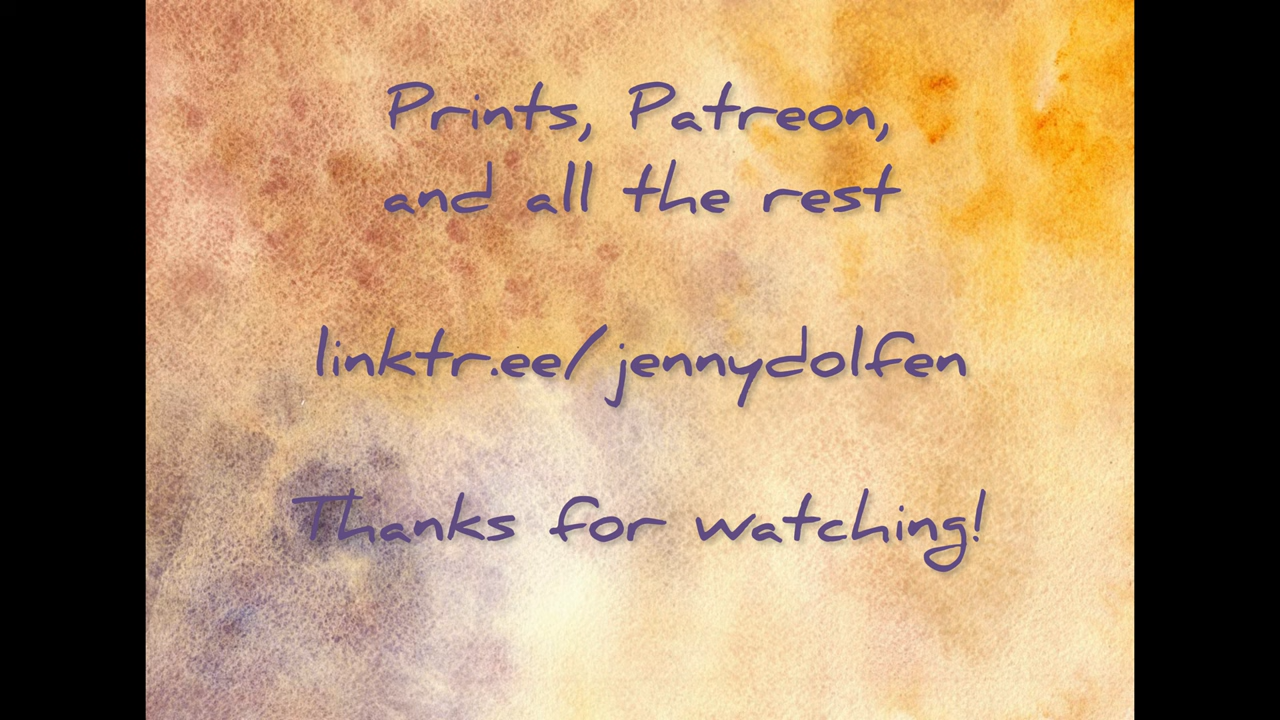 Prints, Patreon,
and all the rest
linktr.ee/jennydolfen
Thanks for watching!